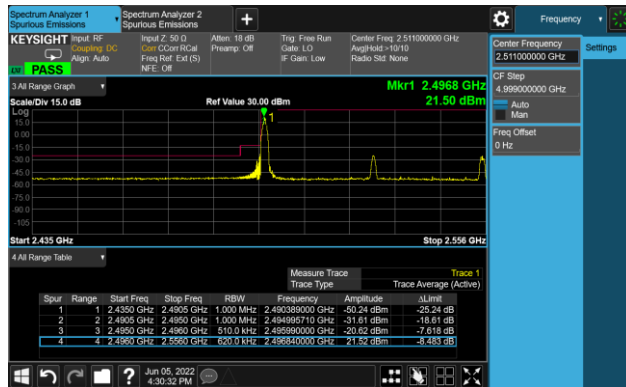 Spectrum Analyzer 1
Spurious Emissions
Spectrum Analyzer 2
Spurious Emissions
+
Frequency
KEYSIGHT
Input: RF
Coupling: DC
Align: Auto
Input Z: 50 Ω
Corr CCorr RCal
Freq Ref: Ext (S)
NFE: Off
Atten: 18 dB
Preamp: Off
Trig: Free Run
Gate: LO
IF Gain: Low
Center Freq: 2.511000000 GHz
Avg|Hold:>10/10
Radio Std: None
PASS
Center Frequency
2.511000000 GHz
Settings
CF Step
4.999000000 GHz
Auto
Man
Freq Offset
0 Hz
3 All Range Graph
Mkr1 2.4968 GHz
21.50 dBm
Scale/Div 15.0 dB
Ref Value 30.00 dBm
Log
1
15.0
0.00
-15.0
-30.0
-45.0
-60.0
-75.0
-90.0
-105
Start 2.435 GHz
Stop 2.556 GHz
4 All Range Table
Measure Trace Trace 1
Trace Type Trace Average (Active)
Spur Range Start Freq Stop Freq RBW Frequency Amplitude ΔLimit
1 1 2.4350 GHz 2.4905 GHz 1.000 MHz 2.490389000 GHz -50.24 dBm -25.24 dB
2 2 2.4905 GHz 2.4950 GHz 1.000 MHz 2.494995710 GHz -31.61 dBm -18.61 dB
3 3 2.4950 GHz 2.4960 GHz 510.0 kHz 2.495990000 GHz -20.62 dBm -7.618 dB
4 4 2.4960 GHz 2.5560 GHz 620.0 kHz 2.496840000 GHz 21.52 dBm -8.483 dB
?
Jun 05, 2022
4:30:32 PM